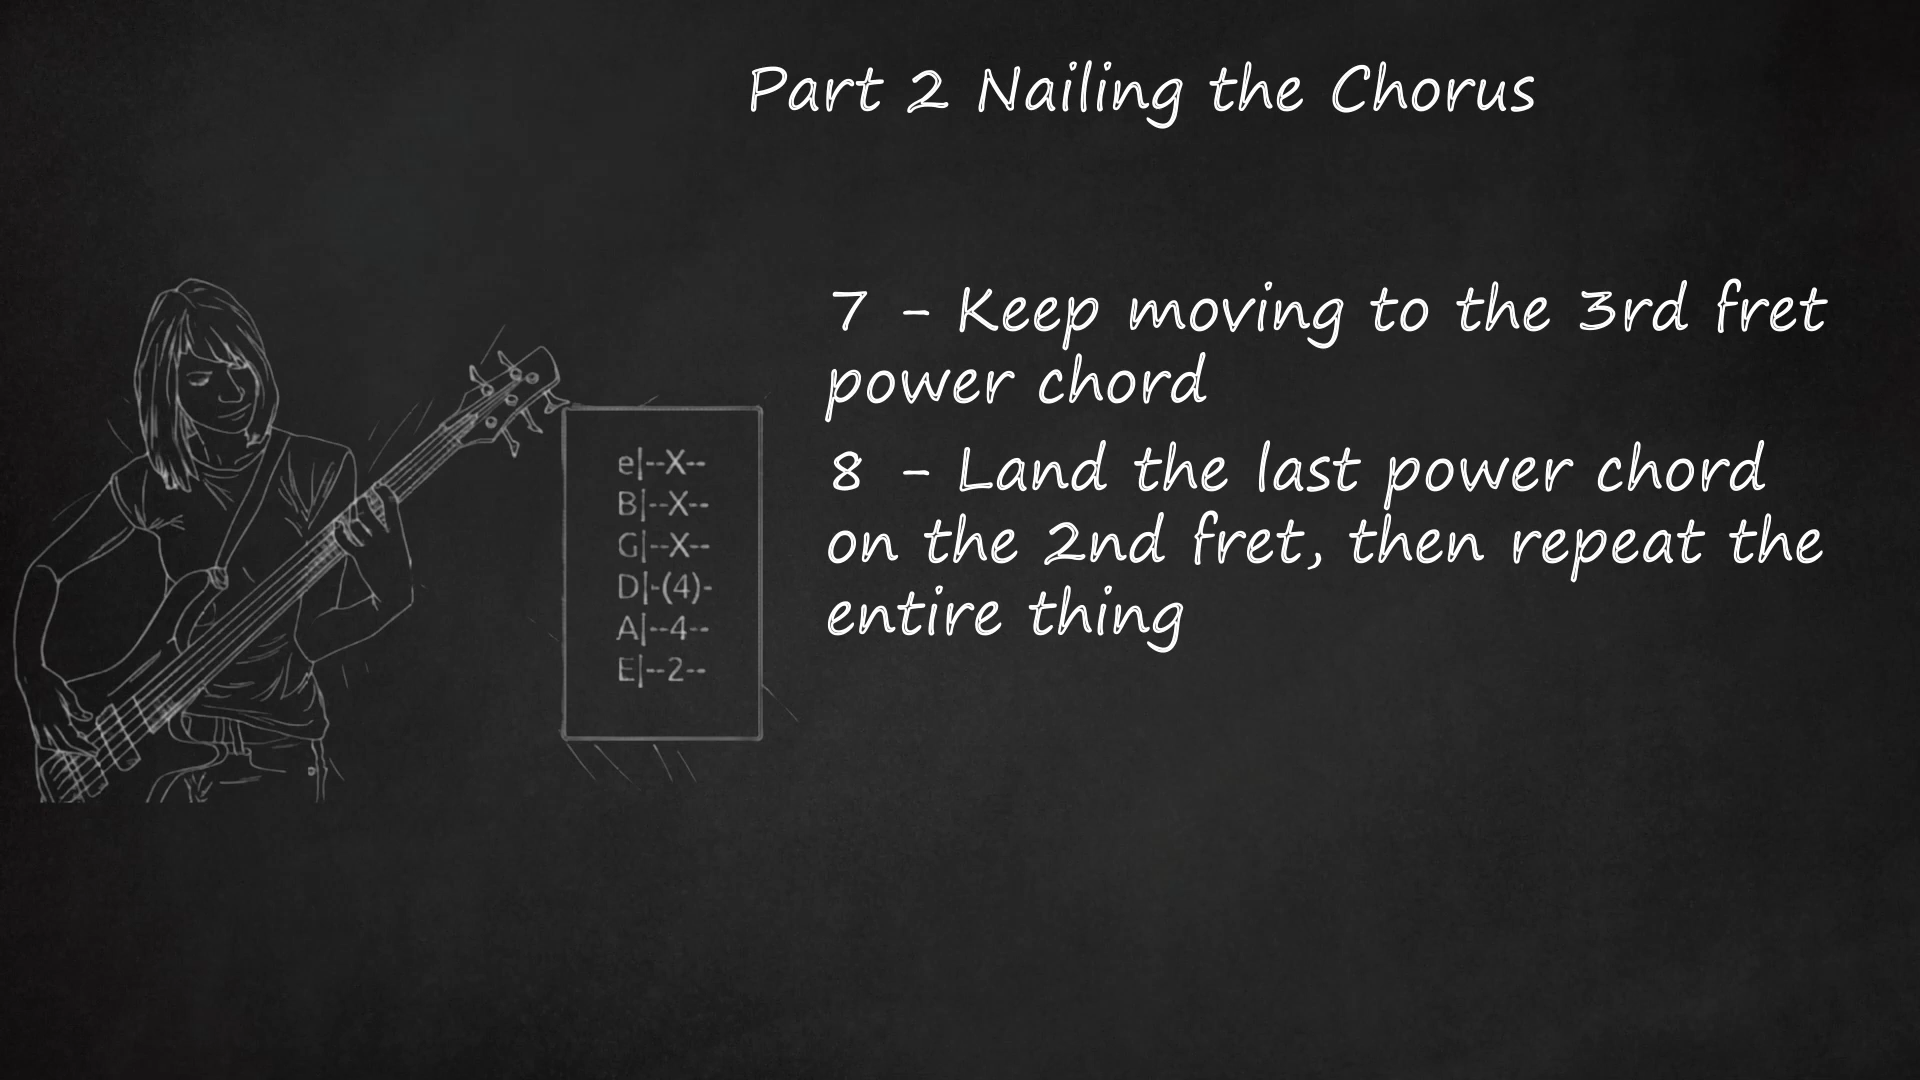 Part 2 Nailing the Chorus
7 - Keep moving to the 3rd fret
power chord
8 - Land the last power chord
on the 2nd fret, then repeat the
entire thing
e|--X--
B|--X--
G|--X--
D|-(4)-
A|--4--
E|--2--